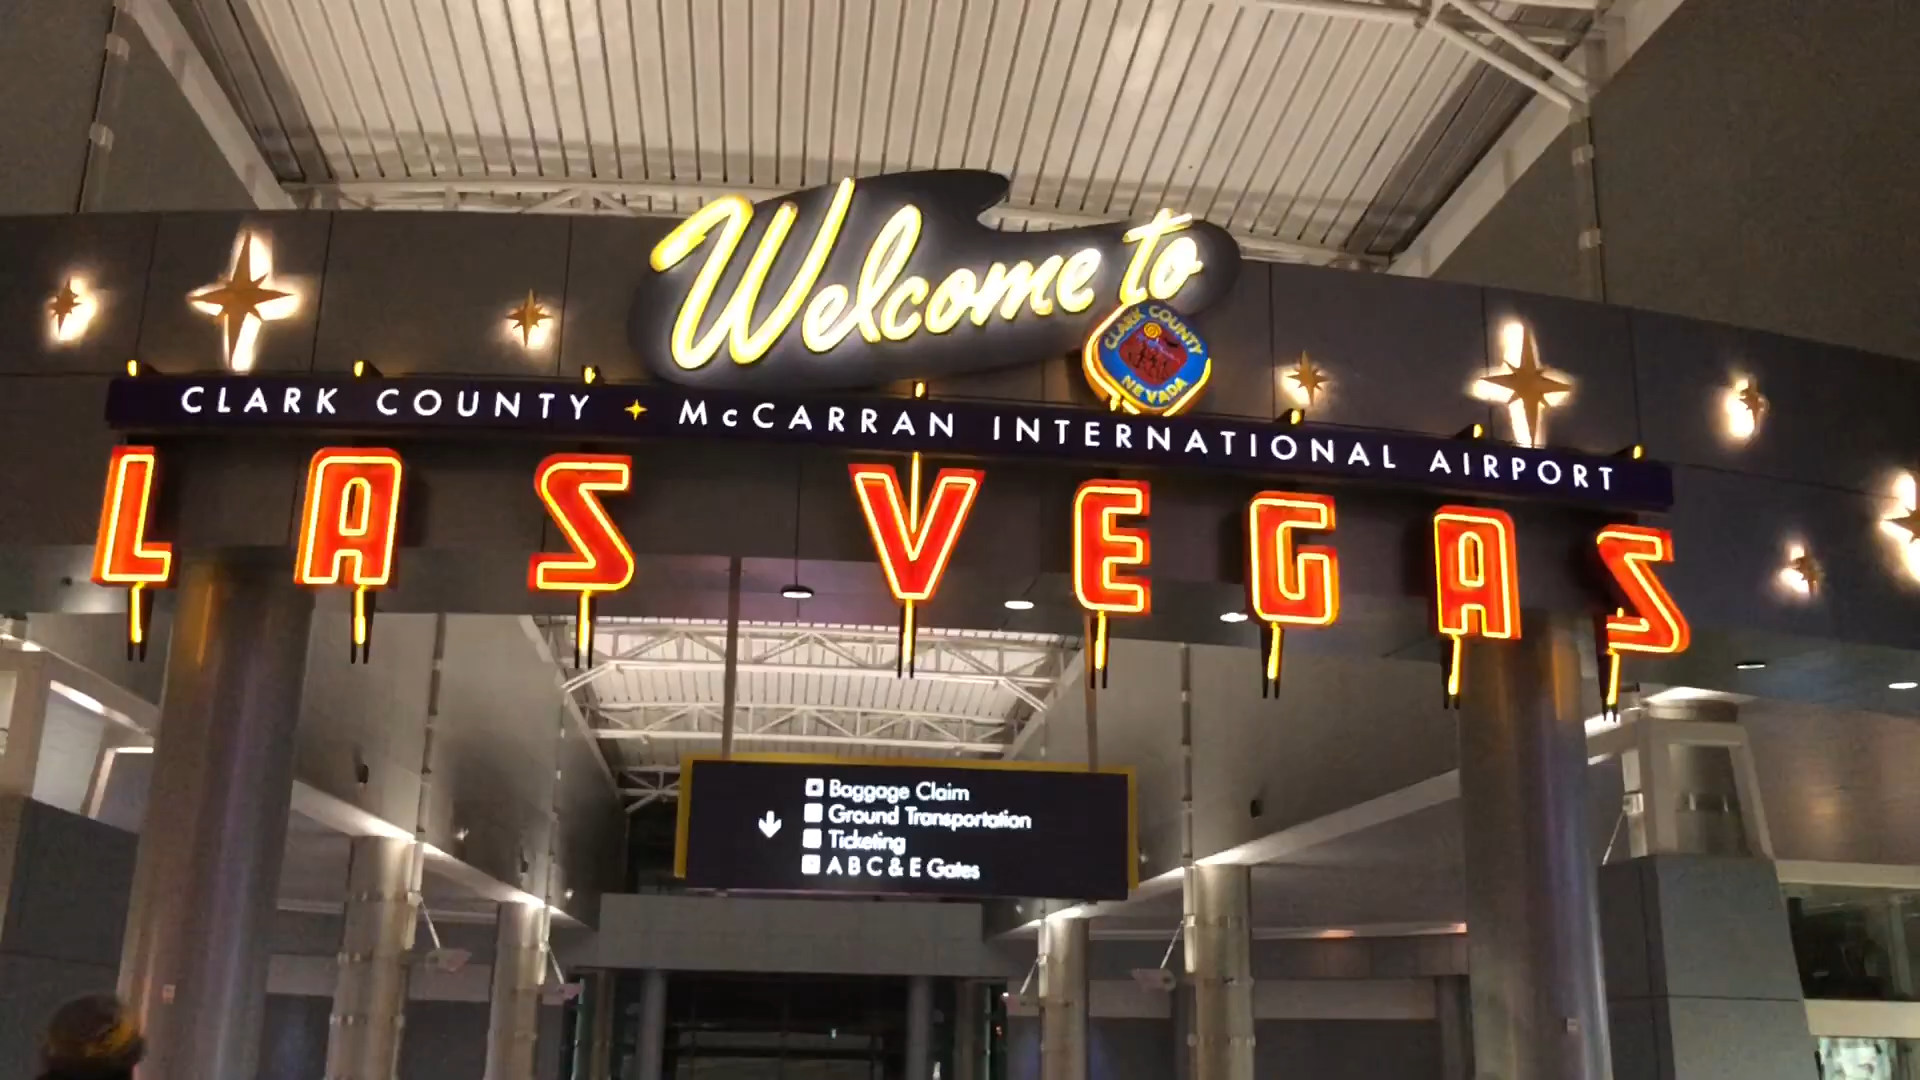 Welcome to
CLARK COUNTY
NEVADA
CLARK COUNTY McCARRAN INTERNATIONAL AIRPORT
LAS VEGAS
Baggage Claim
Ground Transportation
Ticketing
A B C & E Gates